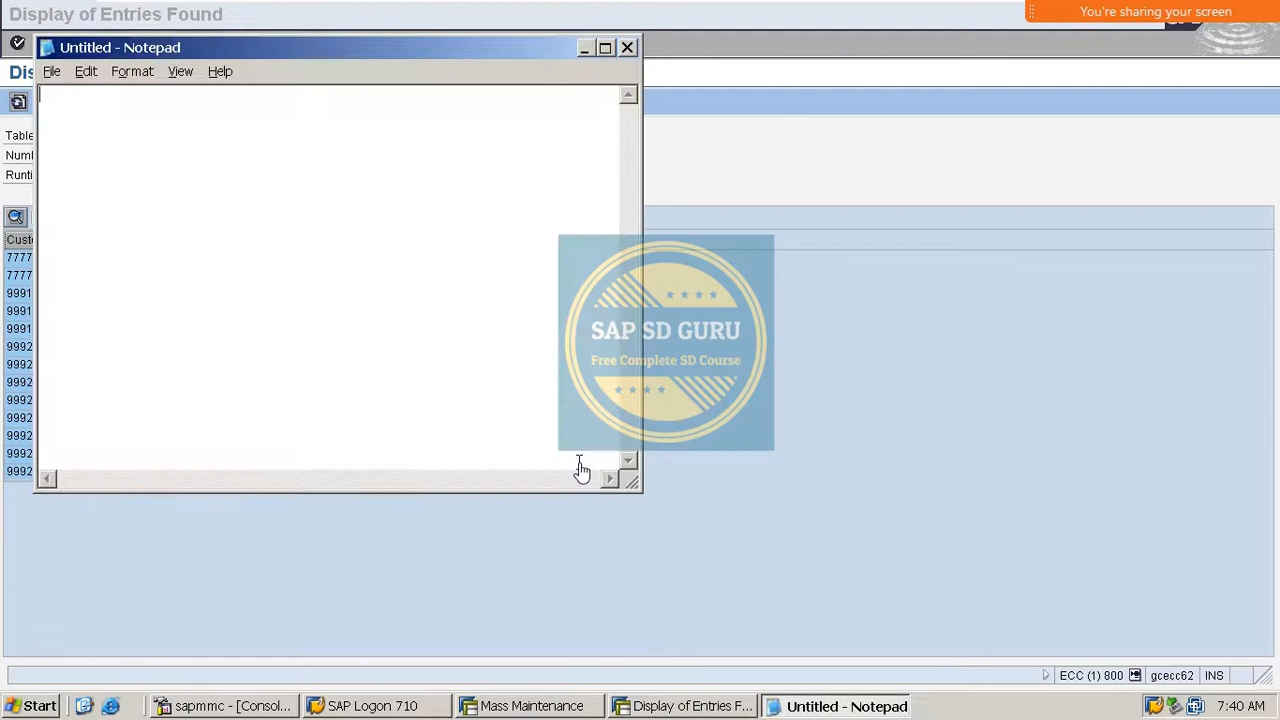 Display of Entries Found
You're sharing your screen
Untitled - Notepad
File Edit Format View Help
Table
Numb
Runti
Custo
7777
7777
9991
9991
9991
9992
9992
9992
9992
9992
9992
9992
9992
SAP SD GURU
Free Complete SD Course
ECC (1) 800 gcecc62 INS
Start sapmmc - [Consol... SAP Logon 710 Mass Maintenance Display of Entries F... Untitled - Notepad 7:40 AM